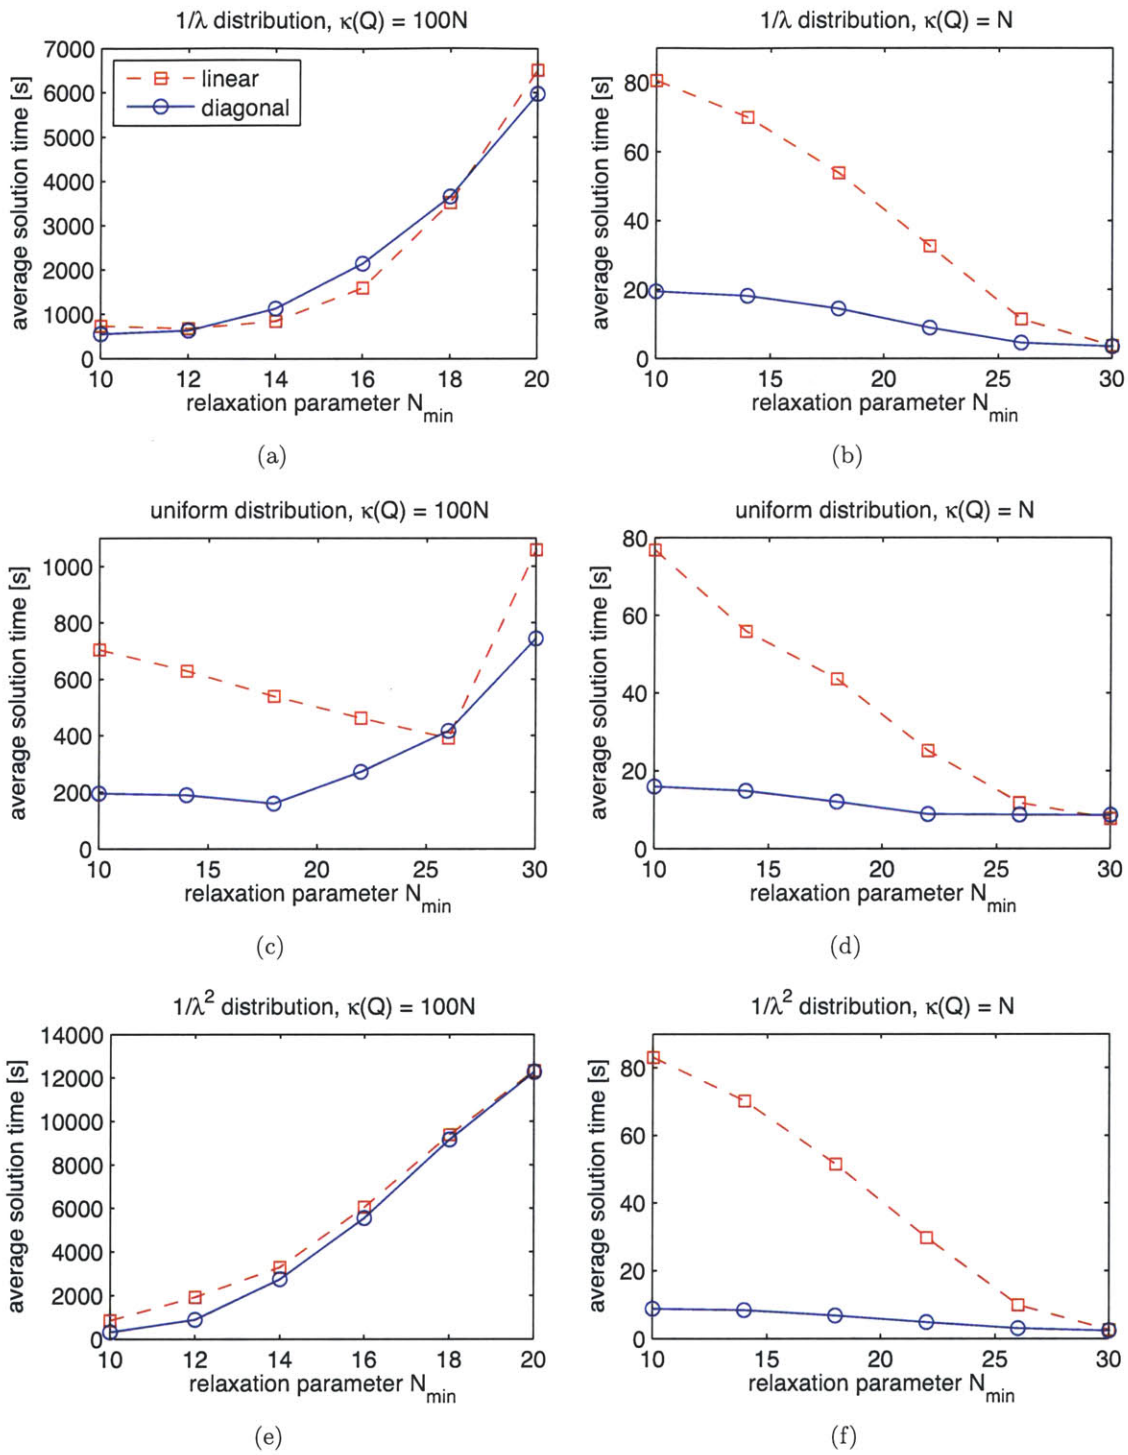 1/λ distribution, κ(Q) = 100N
average solution time [s]
7000
6000
5000
4000
3000
2000
1000
0
linear
diagonal
10 12 14 16 18 20
relaxation parameter N_min
(a)
1/λ distribution, κ(Q) = N
average solution time [s]
80
60
40
20
0
10 15 20 25 30
relaxation parameter N_min
(b)
uniform distribution, κ(Q) = 100N
average solution time [s]
1000
800
600
400
200
0
10 15 20 25 30
relaxation parameter N_min
(c)
uniform distribution, κ(Q) = N
average solution time [s]
80
60
40
20
0
10 15 20 25 30
relaxation parameter N_min
(d)
1/λ² distribution, κ(Q) = 100N
average solution time [s]
14000
12000
10000
8000
6000
4000
2000
0
10 12 14 16 18 20
relaxation parameter N_min
(e)
1/λ² distribution, κ(Q) = N
average solution time [s]
80
60
40
20
0
10 15 20 25 30
relaxation parameter N_min
(f)